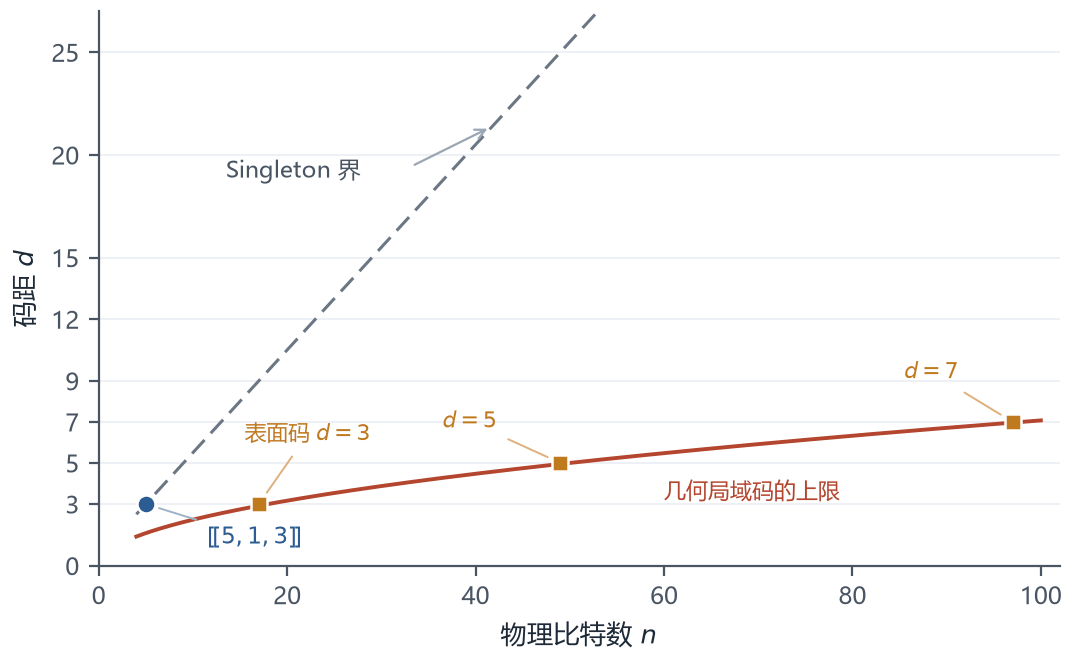 25
20
15
12
9
7
5
3
0
码距 d
Singleton 界
d = 7
d = 5
表面码 d = 3
几何局域码的上限
⟦5, 1, 3⟧
0 20 40 60 80 100
物理比特数 n